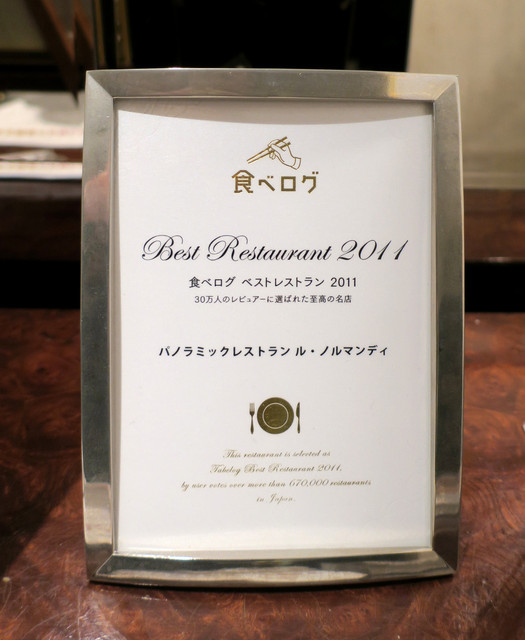 食べログ
Best Restaurant 2011
食べログ ベストレストラン 2011
30万人のレビュアーに選ばれた至高の名店
パノラミックレストラン ル・ノルマンディ
This restaurant is selected as
Tabelog Best Restaurant 2011,
by user votes over more than 670,000 restaurants
in Japan.